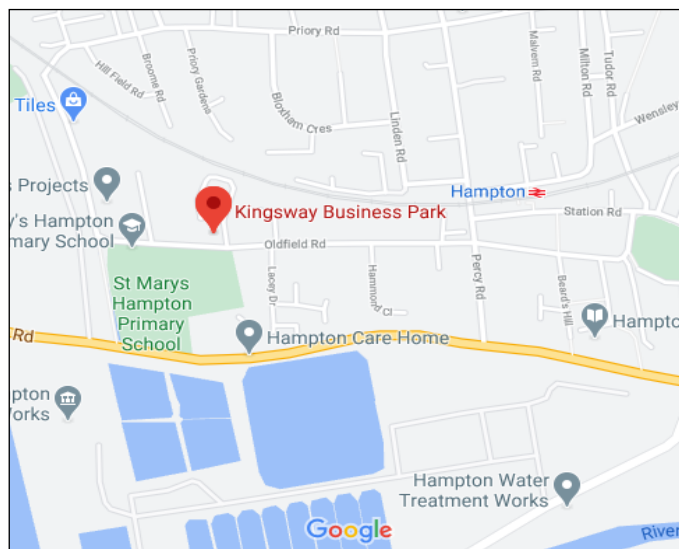 Priory Rd
Hill Field Rd
Broome Rd
Priory Gardens
Bloxham Cres
Linden Rd
Malvern Rd
Milton Rd
Tudor Rd
Wensley
Tiles
s Projects
Kingsway Business Park
Hampton
Station Rd
y's Hampton
mary School
Oldfield Rd
St Marys
Hampton
Primary
School
Lacey Dr
Hammond Cl
Percy Rd
Beard's Hill
Hampto
Rd
Hampton Care Home
pton
orks
Hampton Water
Treatment Works
Google
River